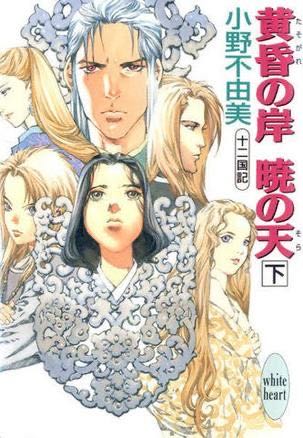 黄昏の岸
たそがれ
暁の天
そら
下
小野不由美
十二国記
white
heart